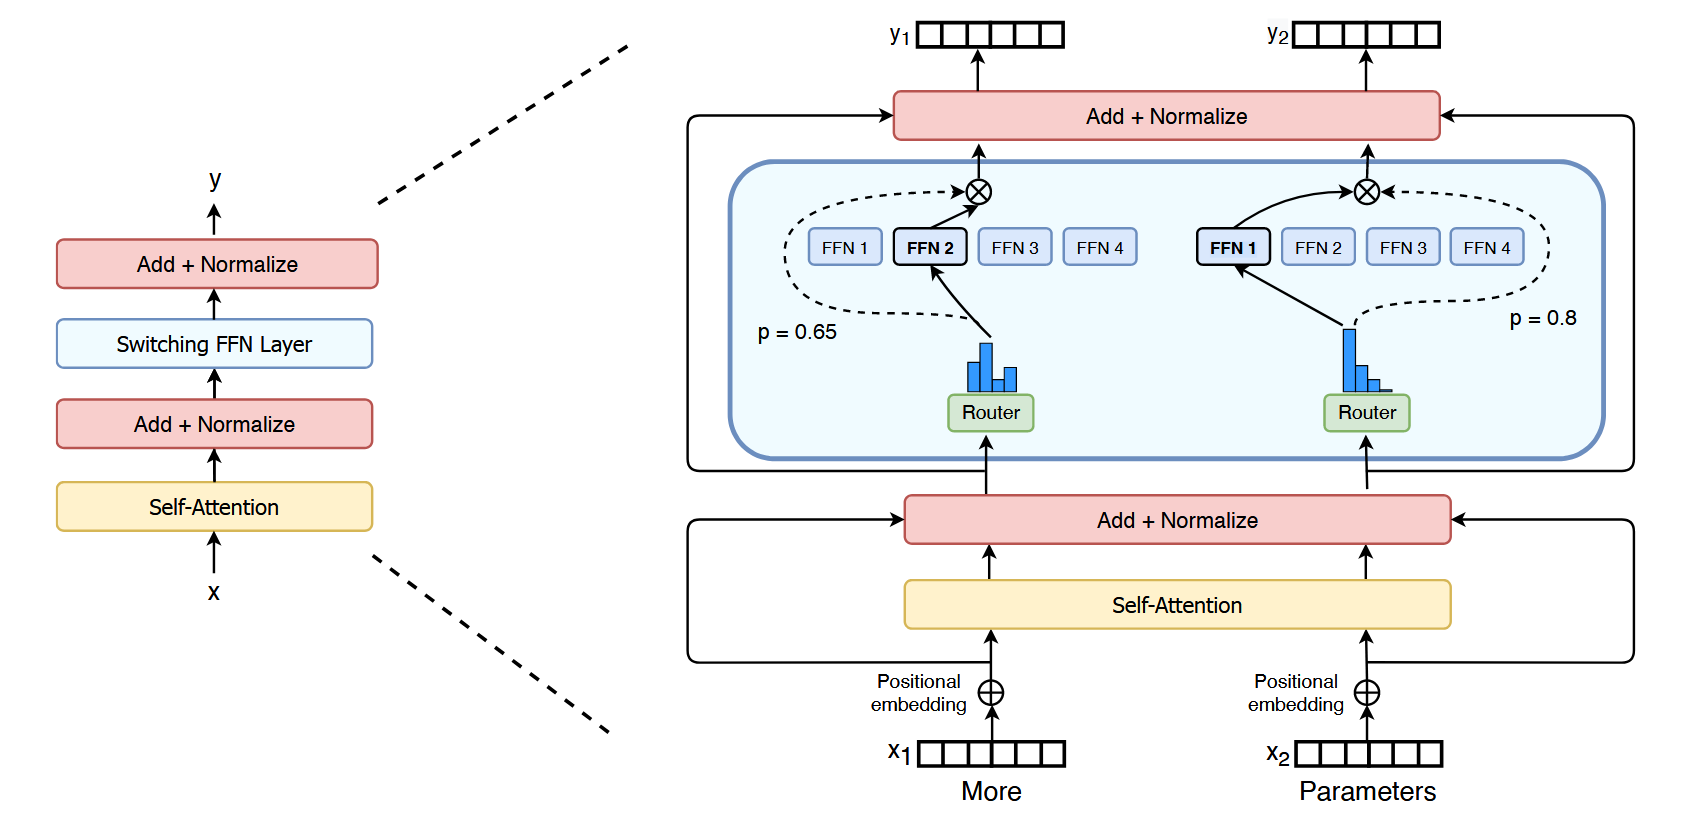 y
Add + Normalize
Switching FFN Layer
Add + Normalize
Self-Attention
x
y1
y2
Add + Normalize
FFN 1
FFN 2
FFN 3
FFN 4
FFN 1
FFN 2
FFN 3
FFN 4
p = 0.65
p = 0.8
Router
Router
Add + Normalize
Self-Attention
Positional
embedding
Positional
embedding
x1
x2
More
Parameters